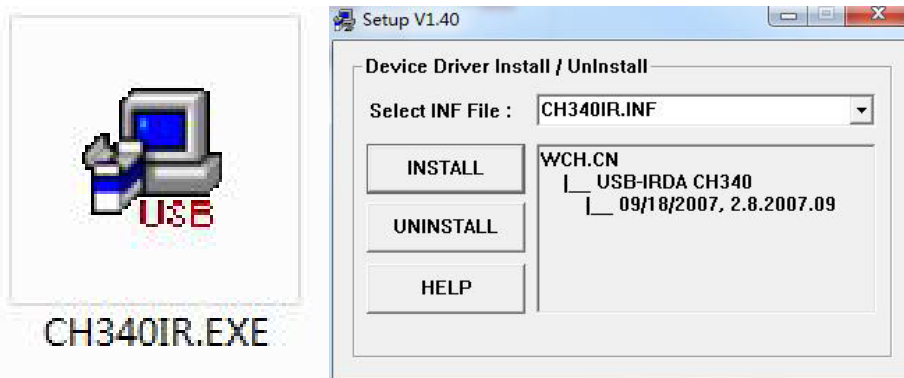 USB
CH340IR.EXE
Setup V1.40
Device Driver Install / UnInstall
Select INF File :
CH340IR.INF
INSTALL
UNINSTALL
HELP
WCH.CN
|__ USB-IRDA CH340
|__ 09/18/2007, 2.8.2007.09